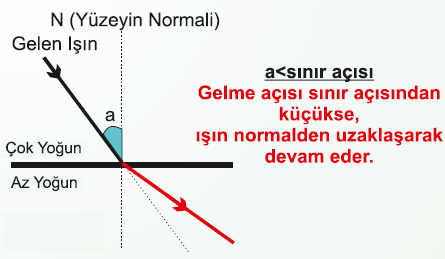 N (Yüzeyin Normali)
Gelen Işın
a
Çok Yoğun
Az Yoğun
a<sınır açısı
Gelme açısı sınır açısından
küçükse,
ışın normalden uzaklaşarak
devam eder.